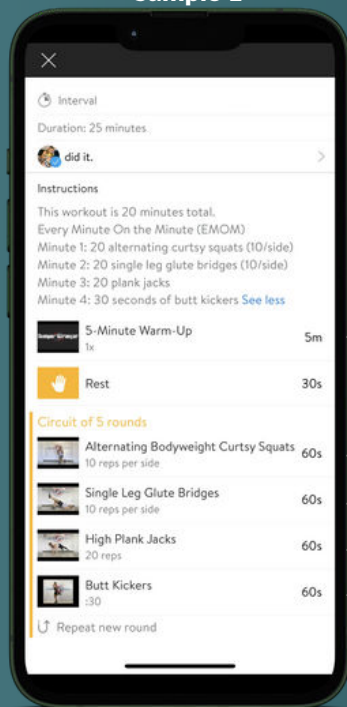 Sample 2
Interval
Duration: 25 minutes
did it.
Instructions
This workout is 20 minutes total.
Every Minute On the Minute (EMOM)
Minute 1: 20 alternating curtsy squats (10/side)
Minute 2: 20 single leg glute bridges (10/side)
Minute 3: 20 plank jacks
Minute 4: 30 seconds of butt kickers See less
5-Minute Warm-Up
5m
1x
Rest
30s
Circuit of 5 rounds
Alternating Bodyweight Curtsy Squats
60s
10 reps per side
Single Leg Glute Bridges
60s
10 reps per side
High Plank Jacks
60s
20 reps
Butt Kickers
60s
:30
Repeat new round